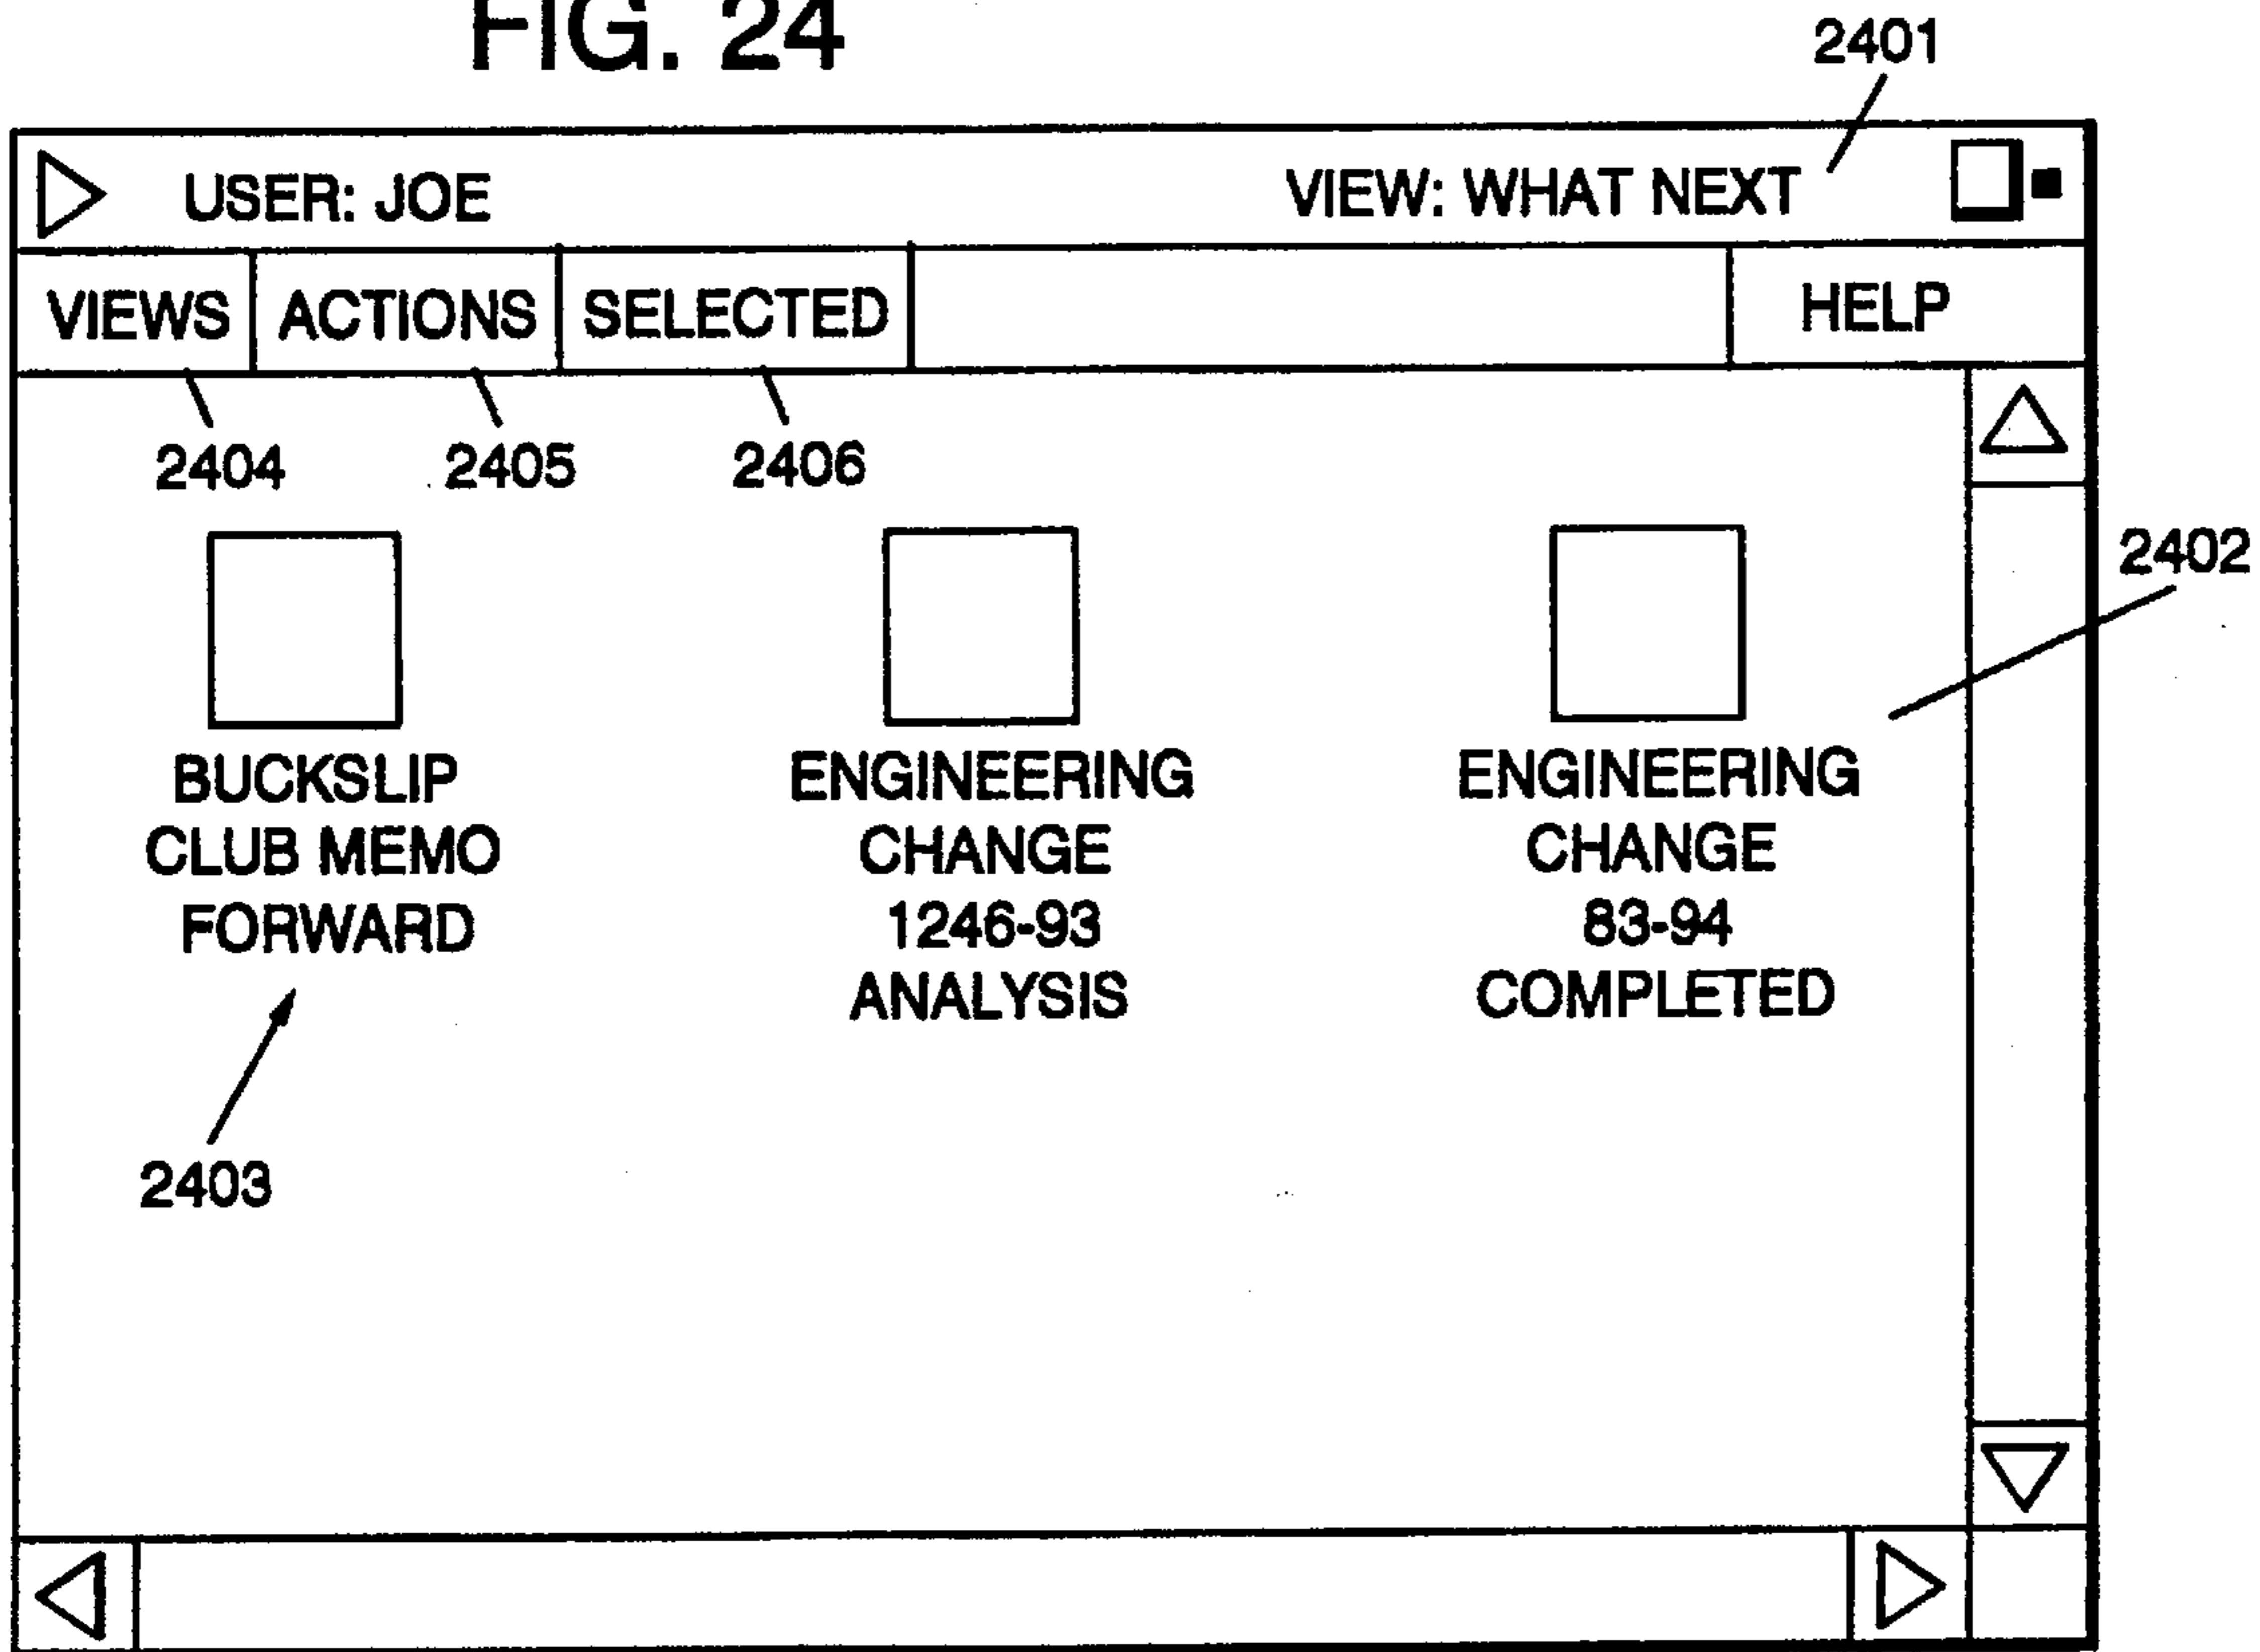 FIG. 24
2401
USER: JOE VIEW: WHAT NEXT
VIEWS ACTIONS SELECTED HELP
2404 2405 2406
2402
BUCKSLIP
CLUB MEMO
FORWARD
ENGINEERING
CHANGE
1246-93
ANALYSIS
ENGINEERING
CHANGE
83-94
COMPLETED
2403